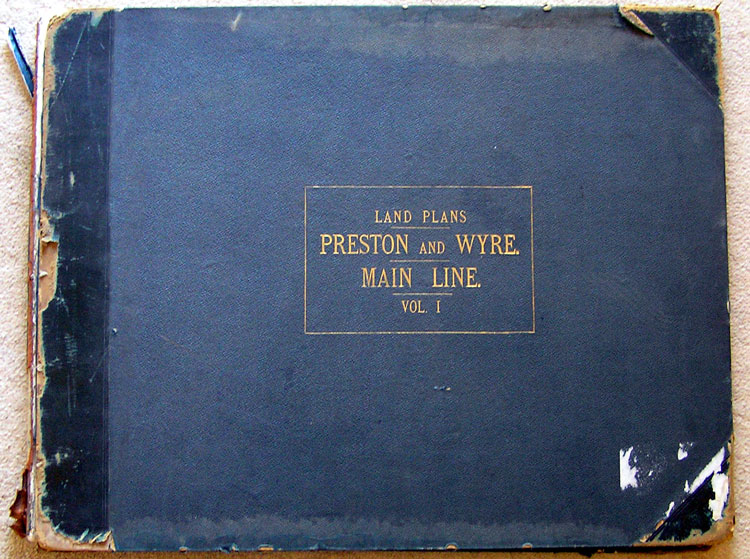 LAND PLANS
PRESTON AND WYRE.
MAIN LINE.
VOL. I